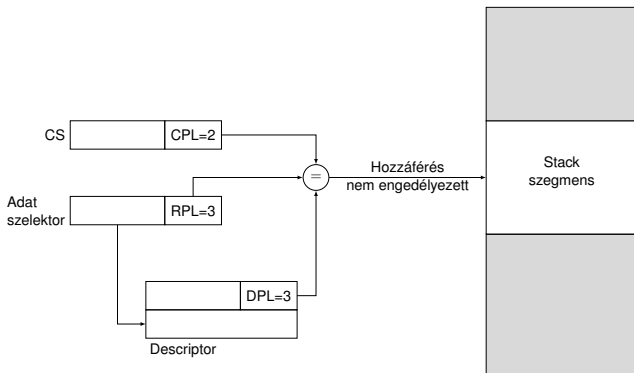 CS
CPL=2
Adat
szelektor
RPL=3
=
Hozzáférés
nem engedélyezett
Stack
szegmens
DPL=3
Descriptor